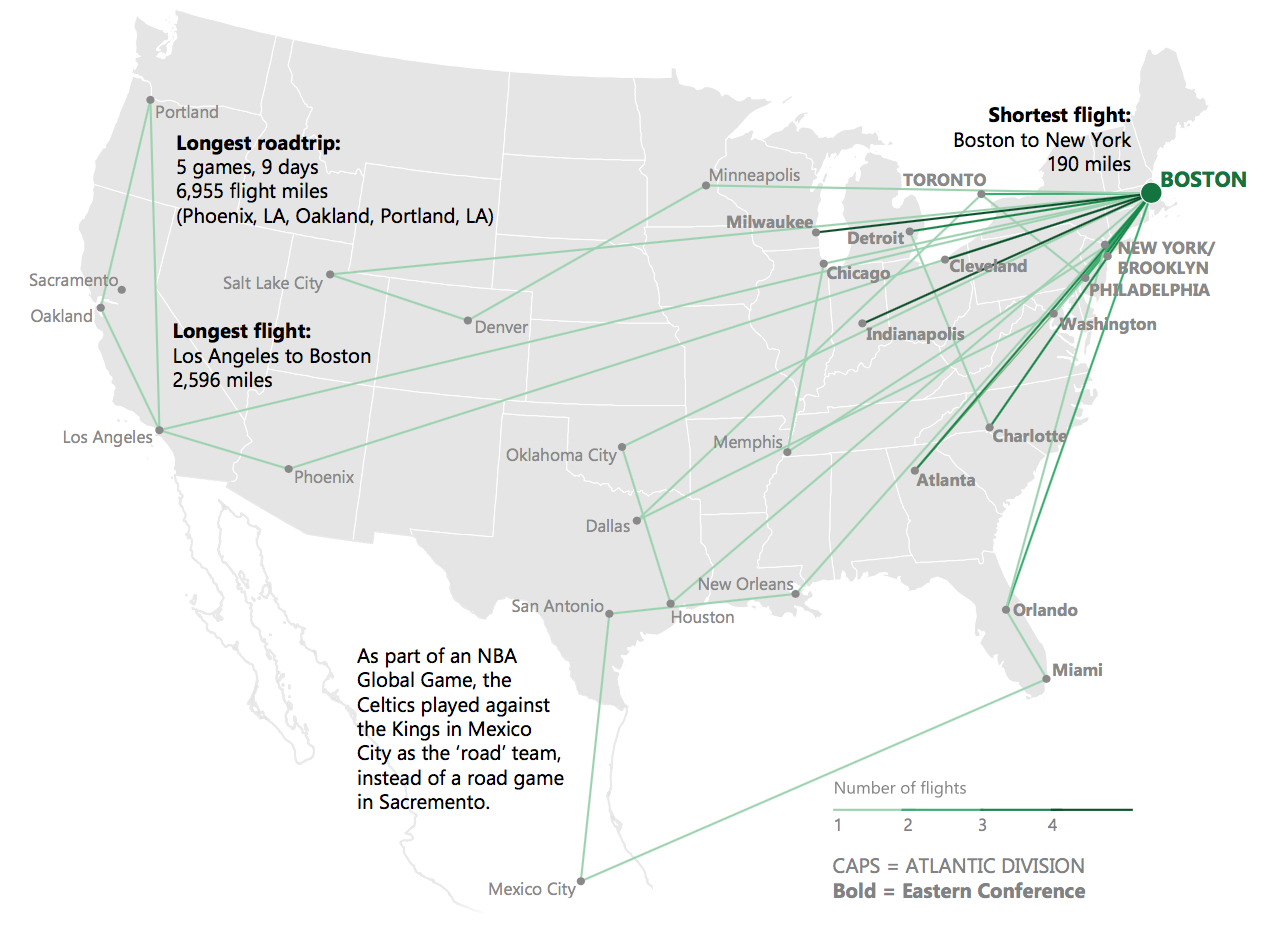 Portland
Longest roadtrip:
5 games, 9 days
6,955 flight miles
(Phoenix, LA, Oakland, Portland, LA)
Shortest flight:
Boston to New York
190 miles
BOSTON
Minneapolis
TORONTO
Milwaukee
Detroit
NEW YORK/
BROOKLYN
PHILADELPHIA
Sacramento
Salt Lake City
Chicago
Cleveland
Oakland
Denver
Indianapolis
Washington
Longest flight:
Los Angeles to Boston
2,596 miles
Los Angeles
Phoenix
Oklahoma City
Memphis
Charlotte
Atlanta
Dallas
New Orleans
San Antonio
Houston
Orlando
Miami
As part of an NBA
Global Game, the
Celtics played against
the Kings in Mexico
City as the ‘road’ team,
instead of a road game
in Sacremento.
Number of flights
1 2 3 4
CAPS = ATLANTIC DIVISION
Bold = Eastern Conference
Mexico City